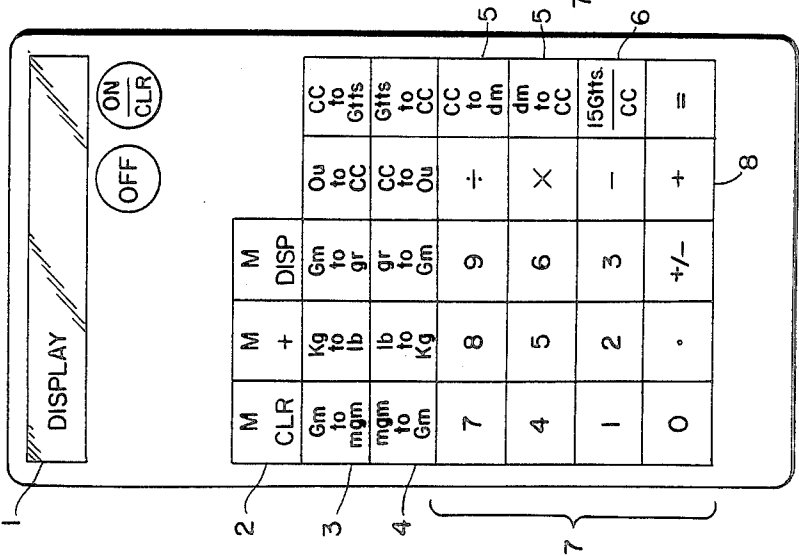 1
DISPLAY
OFF
ON
CLR
2
M M M
CLR + DISP
3
Gm Kg Gm Ou CC
to to to to to
mgm lb gr CC Gtts
4
mgm lb gr CC Gtts
to to to to to
Gm Kg Gm Ou CC
7
7 8 9 ÷ CC to dm 5
4 5 6 × dm to CC 5
1 2 3 − 15Gtts. CC 6
0 . +/− + =
8